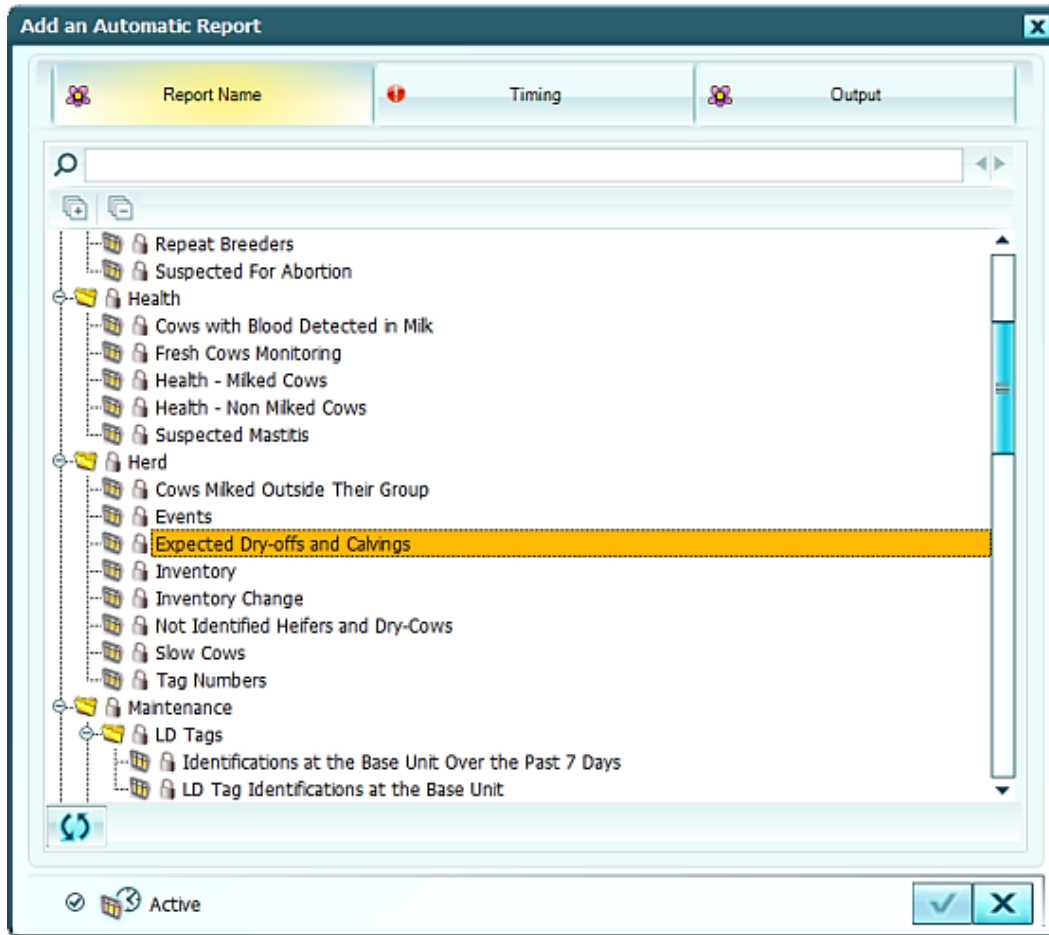 Add an Automatic Report
Report Name
Timing
Output
Repeat Breeders
Suspected For Abortion
Health
Cows with Blood Detected in Milk
Fresh Cows Monitoring
Health - Milked Cows
Health - Non Milked Cows
Suspected Mastitis
Herd
Cows Milked Outside Their Group
Events
Expected Dry-offs and Calvings
Inventory
Inventory Change
Not Identified Heifers and Dry-Cows
Slow Cows
Tag Numbers
Maintenance
LD Tags
Identifications at the Base Unit Over the Past 7 Days
LD Tag Identifications at the Base Unit
Active